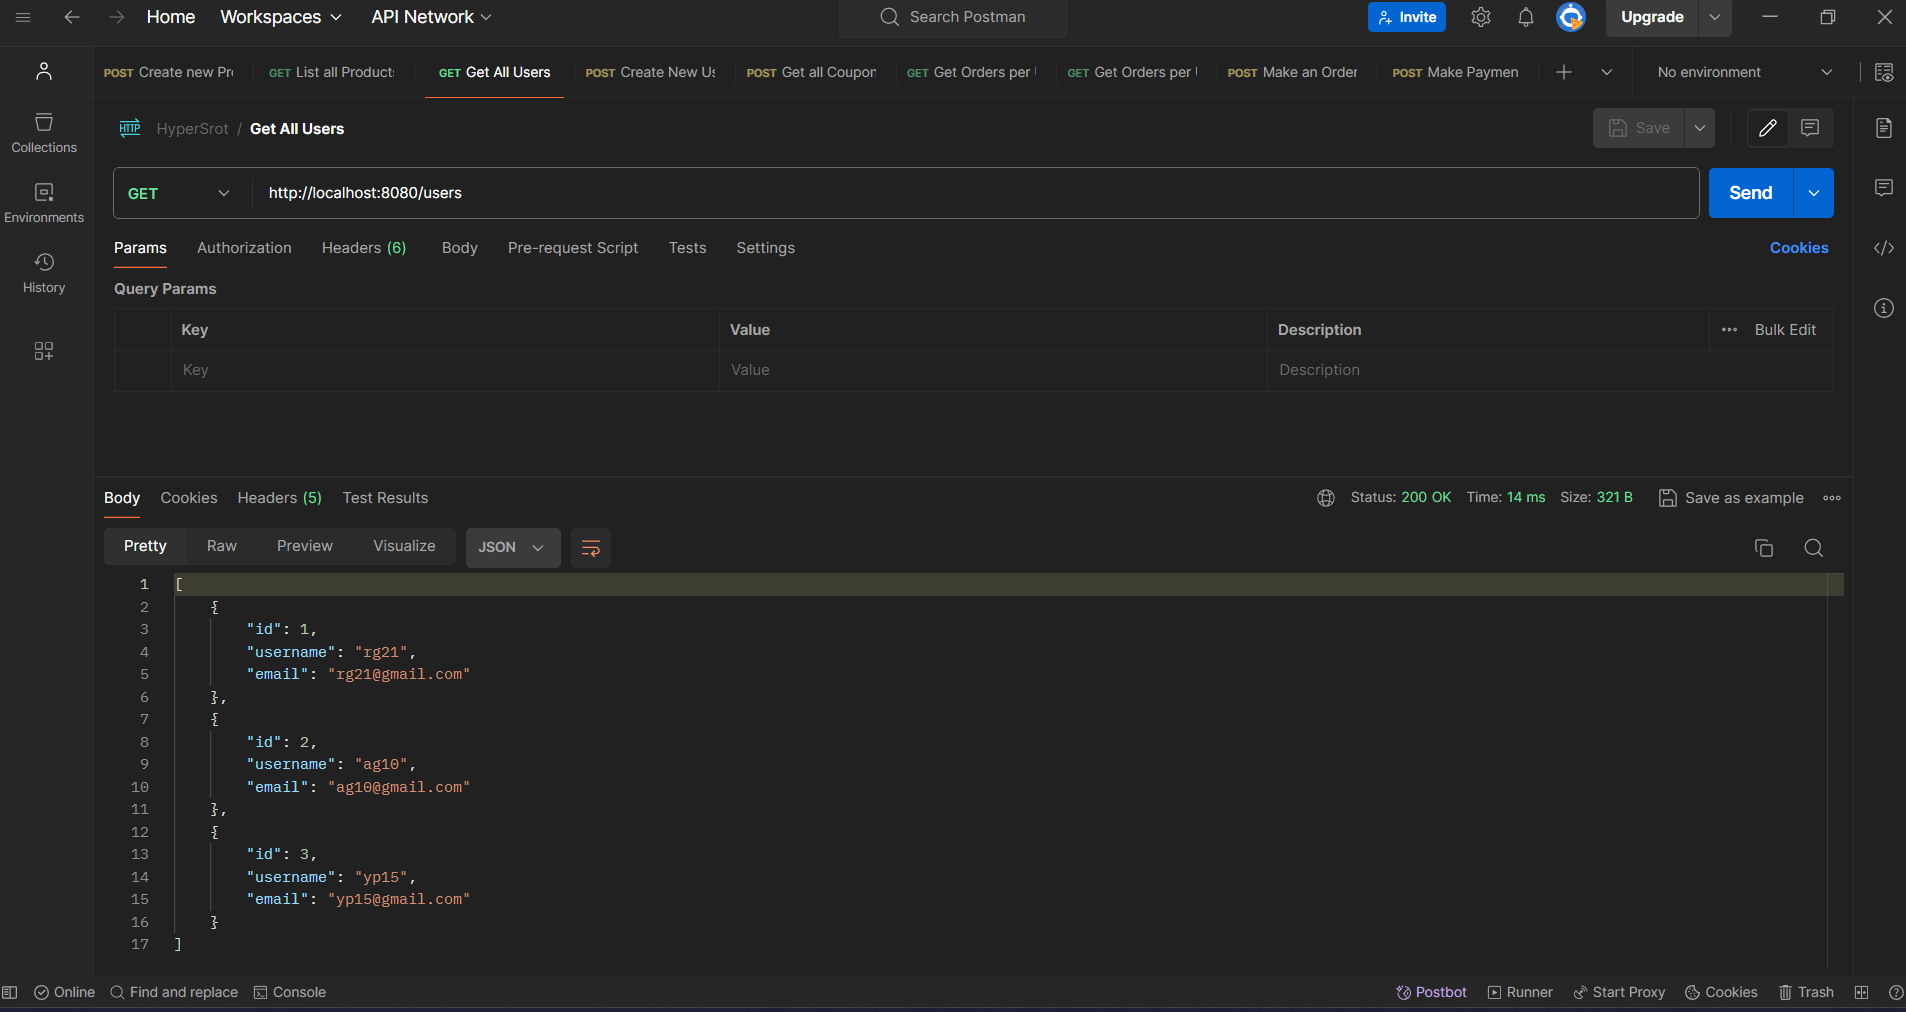 Home Workspaces API Network Search Postman Invite Upgrade
POST Create new Pr GET List all Product GET Get All Users POST Create New Us POST Get all Coupon GET Get Orders per GET Get Orders per POST Make an Order POST Make Paymen No environment
HTTP HyperSrot / Get All Users Save
Collections
GET http://localhost:8080/users Send
Environments
Params Authorization Headers (6) Body Pre-request Script Tests Settings Cookies
History
Query Params
Key Value Description Bulk Edit
Key Value Description
Body Cookies Headers (5) Test Results Status: 200 OK Time: 14 ms Size: 321 B Save as example
Pretty Raw Preview Visualize JSON
1 [
2 {
3 "id": 1,
4 "username": "rg21",
5 "email": "rg21@gmail.com"
6 },
7 {
8 "id": 2,
9 "username": "ag10",
10 "email": "ag10@gmail.com"
11 },
12 {
13 "id": 3,
14 "username": "yp15",
15 "email": "yp15@gmail.com"
16 }
17 ]
Online Find and replace Console Postbot Runner Start Proxy Cookies Trash